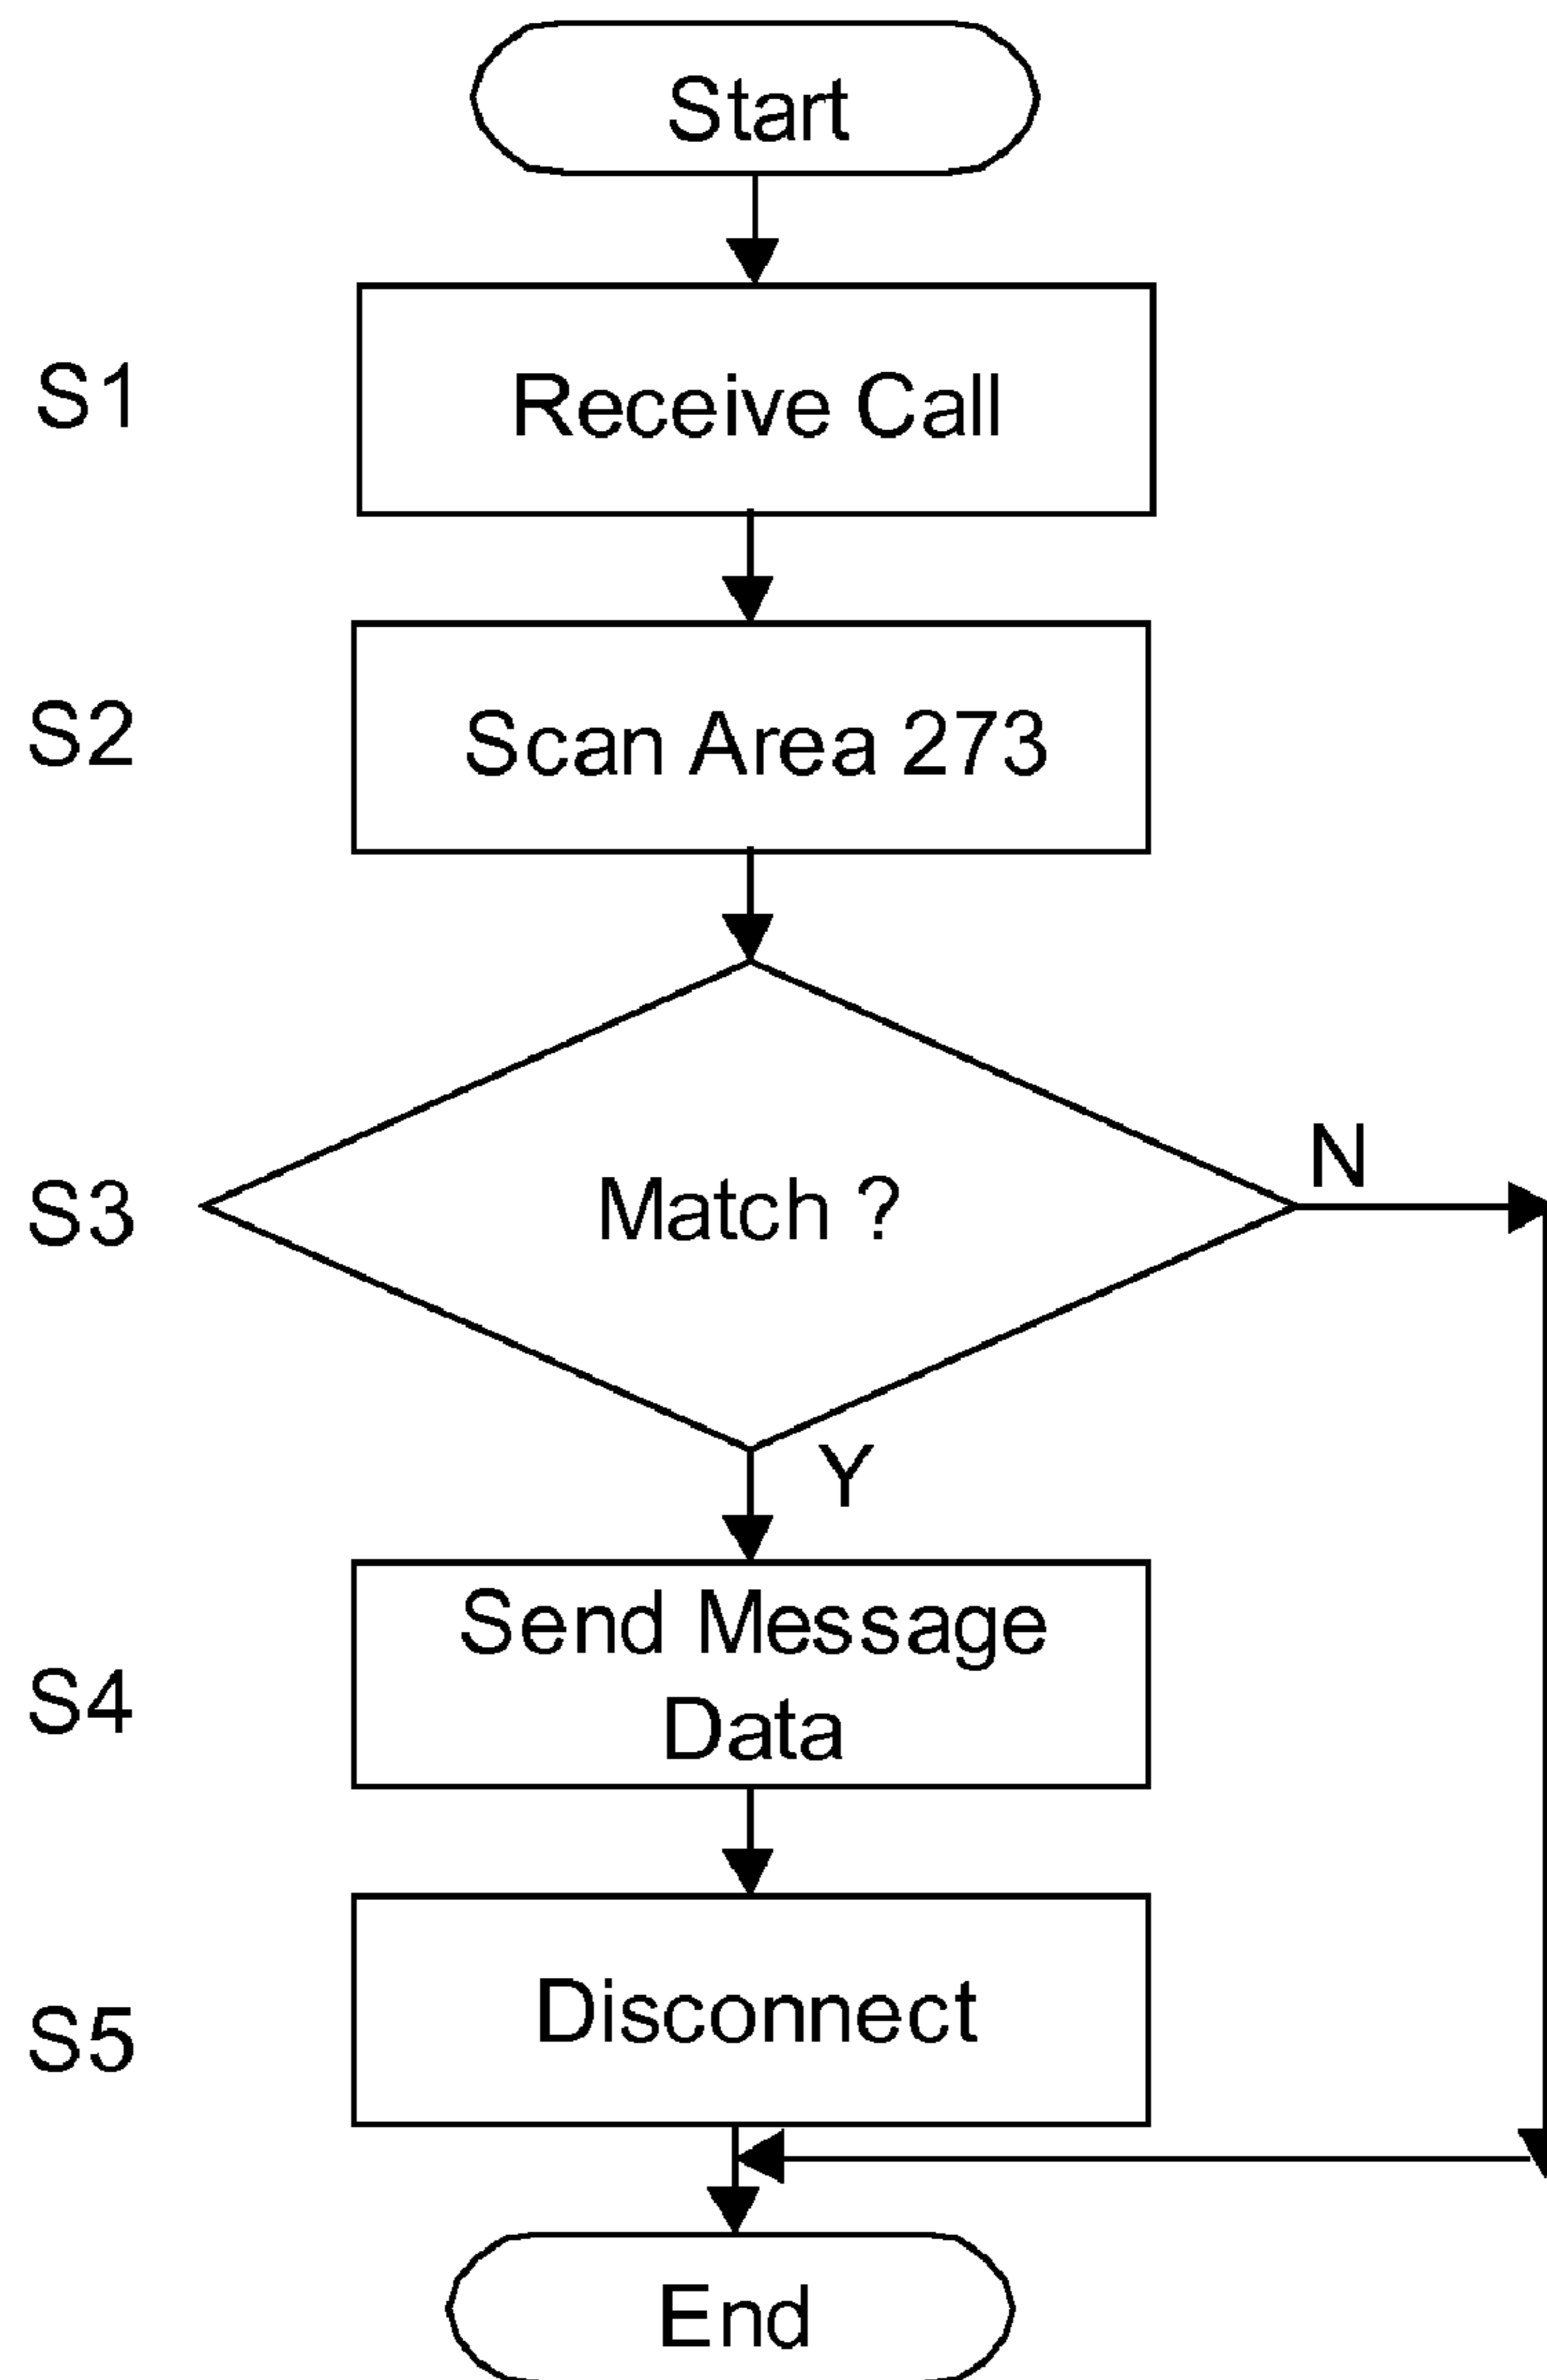 Start
S1
Receive Call
S2
Scan Area 273
S3
Match ?
N
Y
S4
Send Message
Data
S5
Disconnect
End